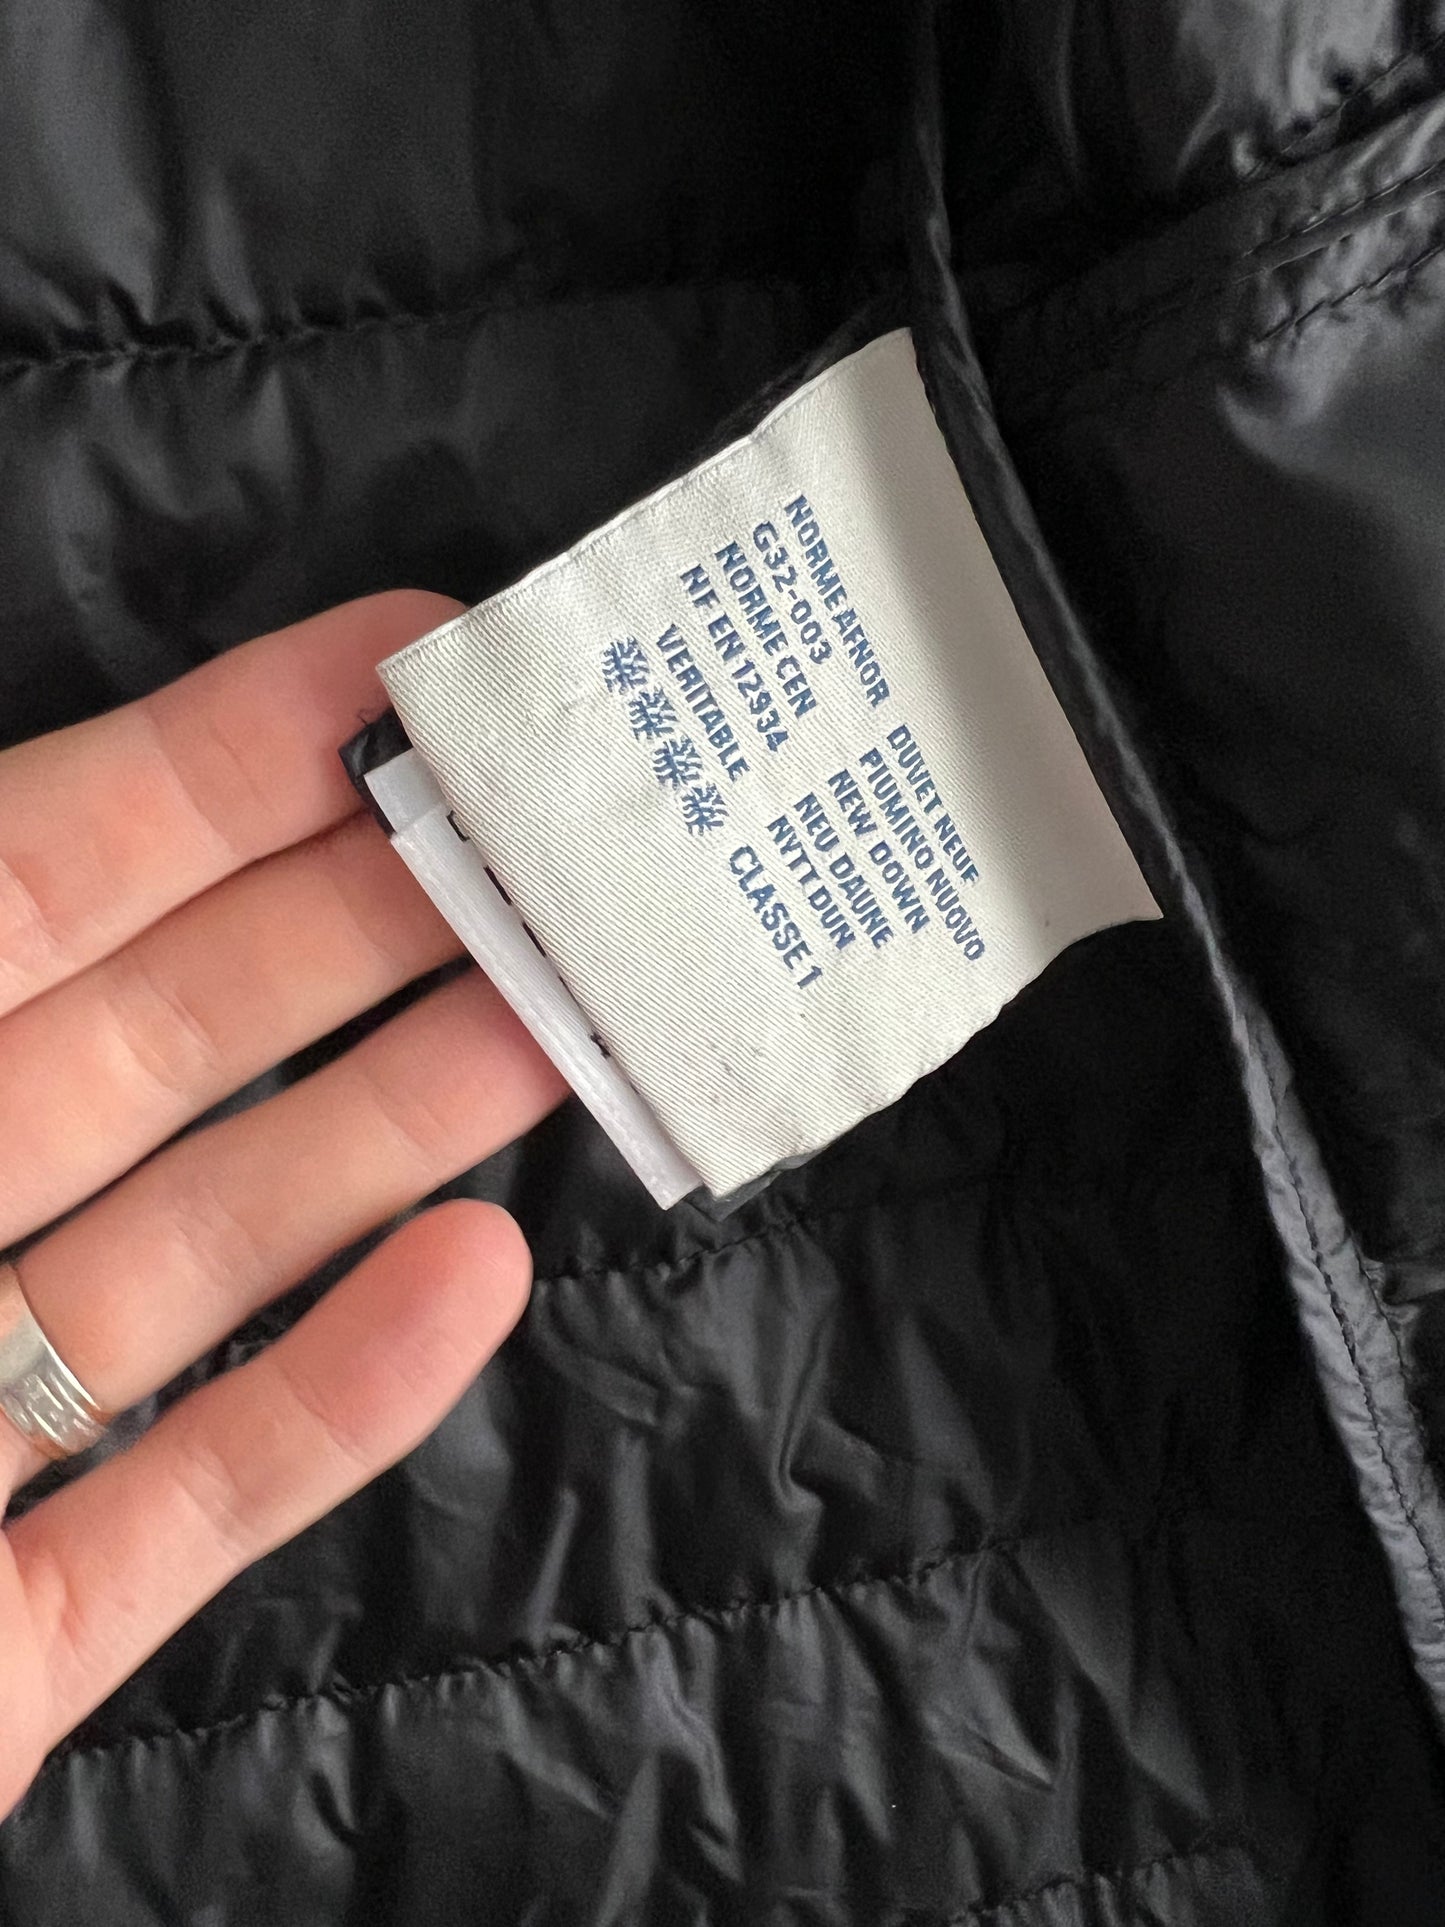 NORME AFNOR
G32-003
NORME CEN
NF EN 12934
VERITABLE
DUVET NEUF
PIUMINO NUOVO
NEW DOWN
NEU DAUNE
NYTT DUN
CLASSE 1